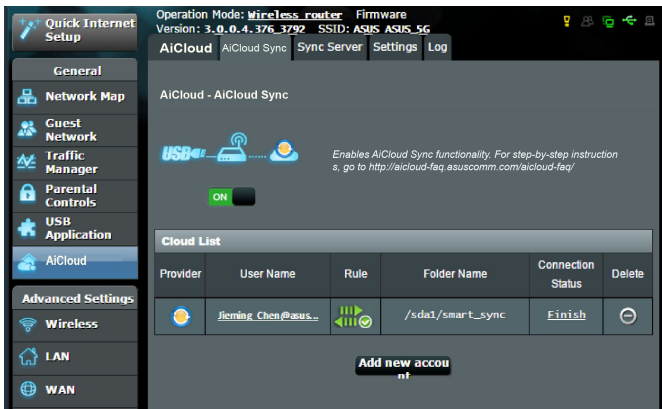 Quick Internet
Setup
General
Network Map
Guest
Network
Traffic
Manager
Parental
Controls
USB
Application
AiCloud
Advanced Settings
Wireless
LAN
WAN
Operation Mode: Wireless router Firmware
Version: 3.0.0.4.376_3792 SSID: ASUS ASUS_5G
AiCloud AiCloud Sync Sync Server Settings Log
AiCloud - AiCloud Sync
USB
Enables AiCloud Sync functionality. For step-by-step instruction
s, go to http://aicloud-faq.asuscomm.com/aicloud-faq/
ON
Cloud List
Provider User Name Rule Folder Name Connection Status Delete
Jieming_Chen@asus... /sda1/smart_sync Finish
Add new accou
nt